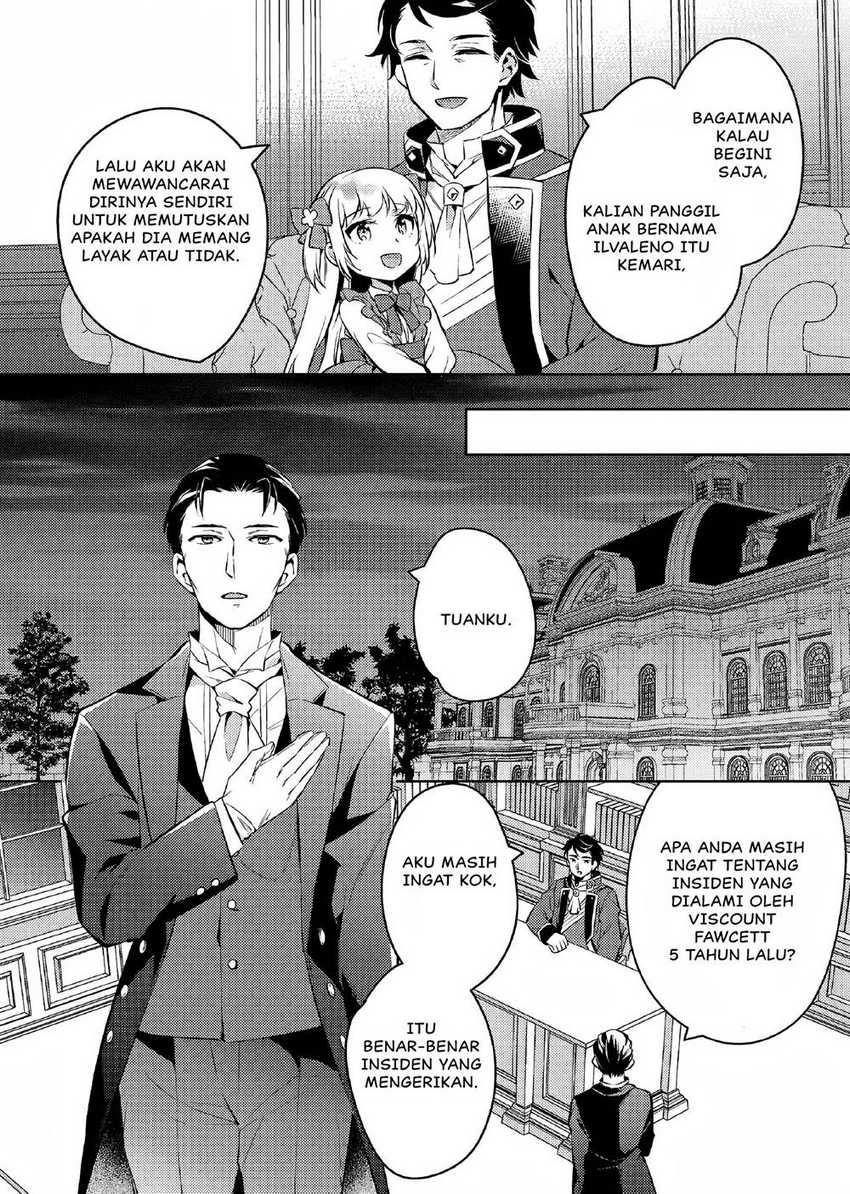 BAGAIMANA
KALAU
BEGINI
SAJA,
KALIAN PANGGIL
ANAK BERNAMA
ILVALENO ITU
KEMARI,
LALU AKU AKAN
MEWAWANCARAI
DIRINYA SENDIRI
UNTUK MEMUTUSKAN
APAKAH DIA MEMANG
LAYAK ATAU TIDAK.
TUANKU.
APA ANDA MASIH
INGAT TENTANG
INSIDEN YANG
DIALAMI OLEH
VISCOUNT
FAWCETT
5 TAHUN LALU?
AKU MASIH
INGAT KOK,
ITU
BENAR-BENAR
INSIDEN YANG
MENGERIKAN.